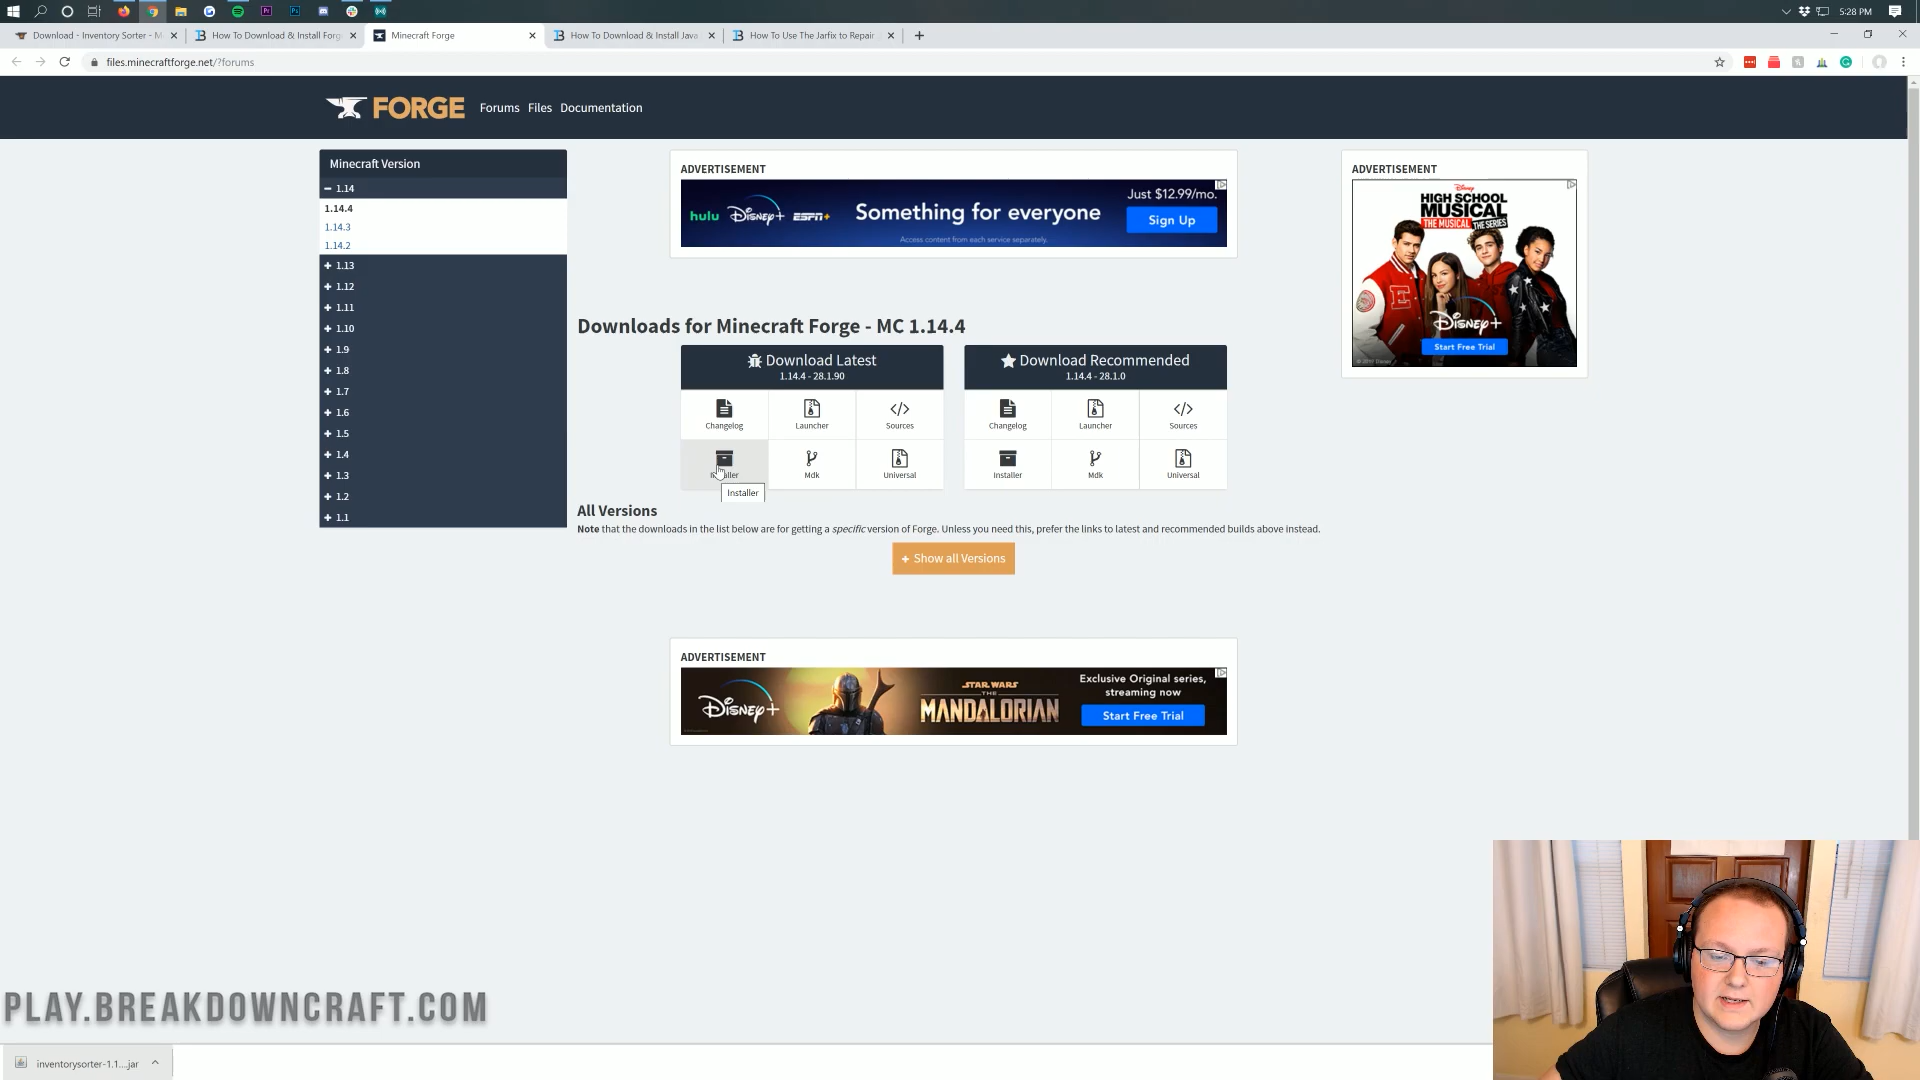 5:28 PM
Download - Inventory Sorter - M
How To Download & Install Forg
Minecraft Forge
How To Download & Install Java
How To Use The Jarfix to Repair
files.minecraftforge.net/?forums
FORGE
Forums Files Documentation
Minecraft Version
1.14
1.14.4
1.14.3
1.14.2
1.13
1.12
1.11
1.10
1.9
1.8
1.7
1.6
1.5
1.4
1.3
1.2
1.1
ADVERTISEMENT
hulu Disney+ ESPN+
Something for everyone
Access content from each service separately.
Just $12.99/mo.
Sign Up
ADVERTISEMENT
Disney
HIGH SCHOOL
MUSICAL
THE MUSICAL THE SERIES
Disney+
Start Free Trial
Downloads for Minecraft Forge - MC 1.14.4
Download Latest
1.14.4 - 28.1.90
Changelog
Launcher
Sources
Installer
Mdk
Universal
Installer
Download Recommended
1.14.4 - 28.1.0
Changelog
Launcher
Sources
Installer
Mdk
Universal
All Versions
Note that the downloads in the list below are for getting a specific version of Forge. Unless you need this, prefer the links to latest and recommended builds above instead.
+ Show all Versions
ADVERTISEMENT
Disney+
STAR WARS
THE
MANDALORIAN
Exclusive Original series,
streaming now
Start Free Trial
PLAY.BREAKDOWNCRAFT.COM
inventorysorter-1.1....jar